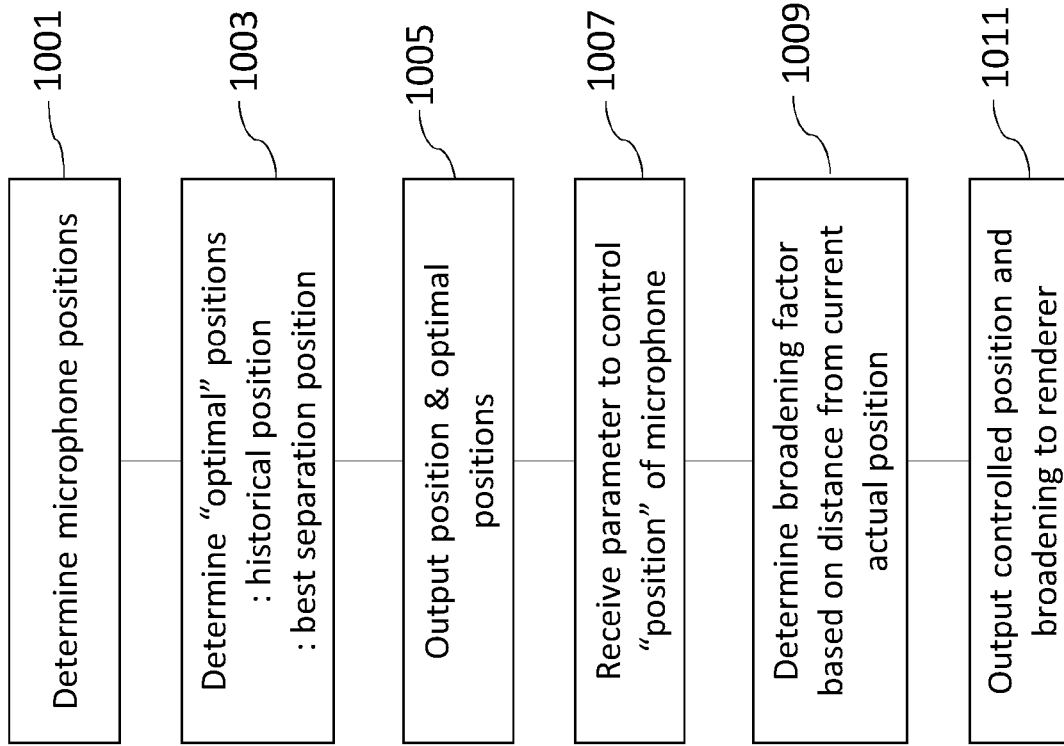 Determine microphone positions
1001
Determine “optimal” positions
: historical position
: best separation position
1003
Output position & optimal
positions
1005
Receive parameter to control
“position” of microphone
1007
Determine broadening factor
based on distance from current
actual position
1009
Output controlled position and
broadening to renderer
1011